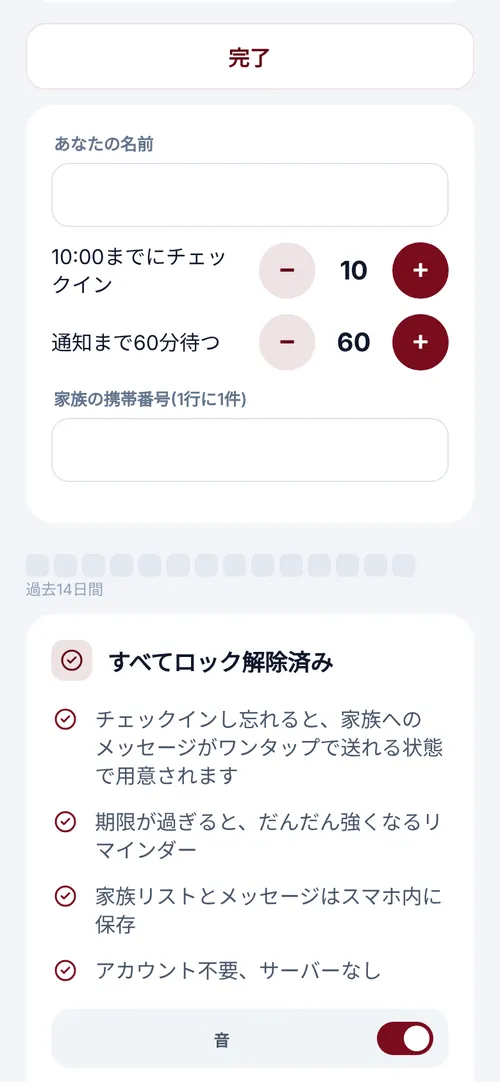 完了
あなたの名前
10:00までにチェッ
クイン
− 10 +
通知まで60分待つ
− 60 +
家族の携帯番号(1行に1件)
過去14日間
すべてロック解除済み
チェックインし忘れると、家族への
メッセージがワンタップで送れる状態
で用意されます
期限が過ぎると、だんだん強くなるリ
マインダー
家族リストとメッセージはスマホ内に
保存
アカウント不要、サーバーなし
音